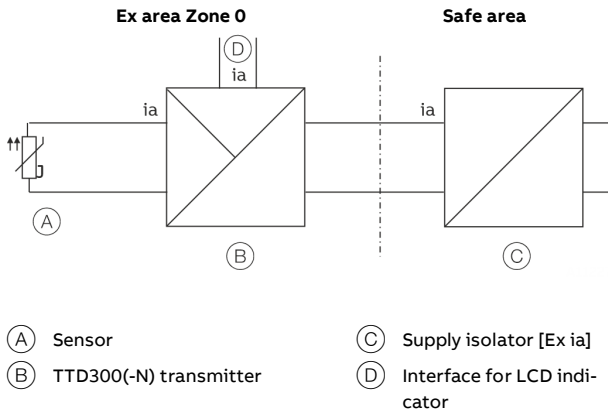 Ex area Zone 0
Safe area
D
ia
ia
ia
A
B
C
A Sensor
B TTD300(-N) transmitter
C Supply isolator [Ex ia]
D Interface for LCD indi-
cator